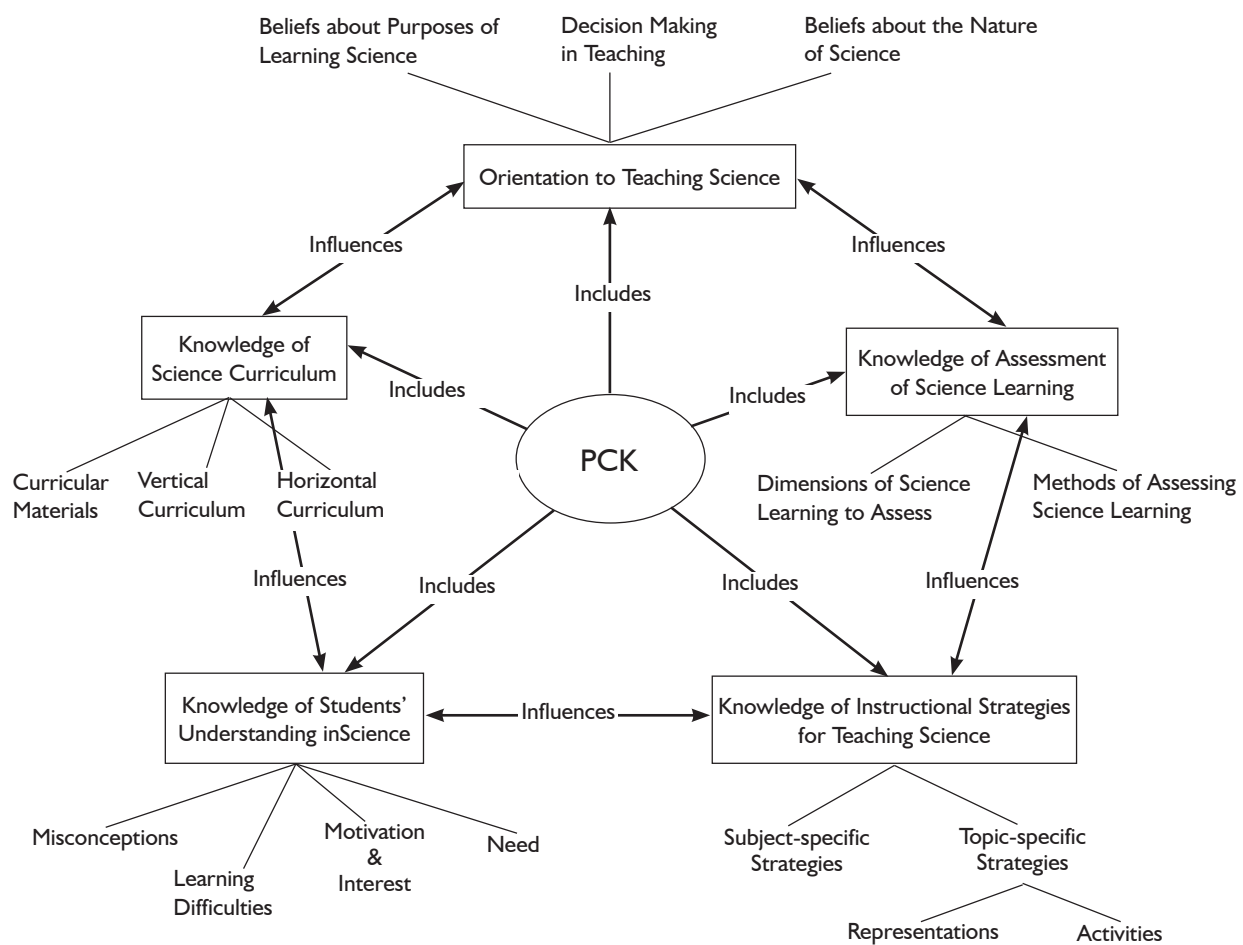 Beliefs about Purposes of
Learning Science
Decision Making
in Teaching
Beliefs about the Nature
of Science
Orientation to Teaching Science
Influences
Influences
Includes
Knowledge of
Science Curriculum
Knowledge of Assessment
of Science Learning
Includes
Includes
PCK
Curricular
Materials
Vertical
Curriculum
Horizontal
Curriculum
Dimensions of Science
Learning to Assess
Methods of Assessing
Science Learning
Influences
Includes
Includes
Influences
Knowledge of Students’
Understanding inScience
Influences
Knowledge of Instructional Strategies
for Teaching Science
Misconceptions
Learning
Difficulties
Motivation
&
Interest
Need
Subject-specific
Strategies
Topic-specific
Strategies
Representations
Activities